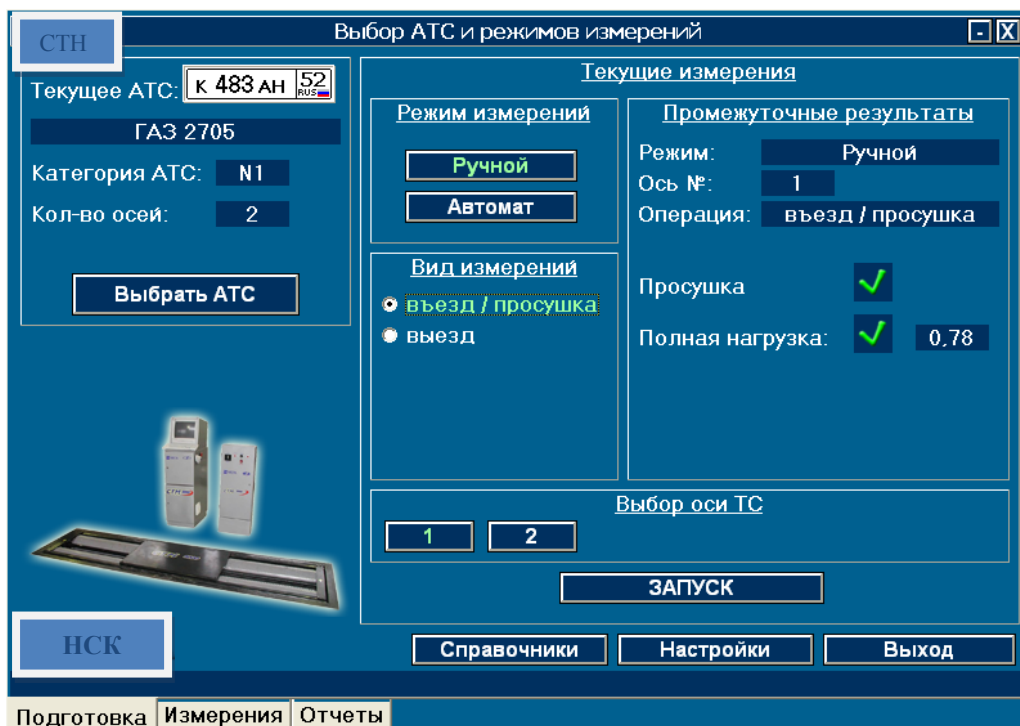 СТН
Выбор АТС и режимов измерений
- X
Текущее АТС: К 483 АН 52 RUS
ГАЗ 2705
Категория АТС: N1
Кол-во осей: 2
Выбрать АТС
Текущие измерения
Режим измерений
Ручной
Автомат
Вид измерений
въезд / просушка
выезд
Промежуточные результаты
Режим: Ручной
Ось №: 1
Операция: въезд / просушка
Просушка
Полная нагрузка: 0,78
Выбор оси ТС
1 2
ЗАПУСК
НСК
Справочники Настройки Выход
Подготовка Измерения Отчеты